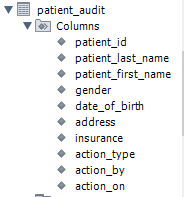 patient_audit
Columns
patient_id
patient_last_name
patient_first_name
gender
date_of_birth
address
insurance
action_type
action_by
action_on